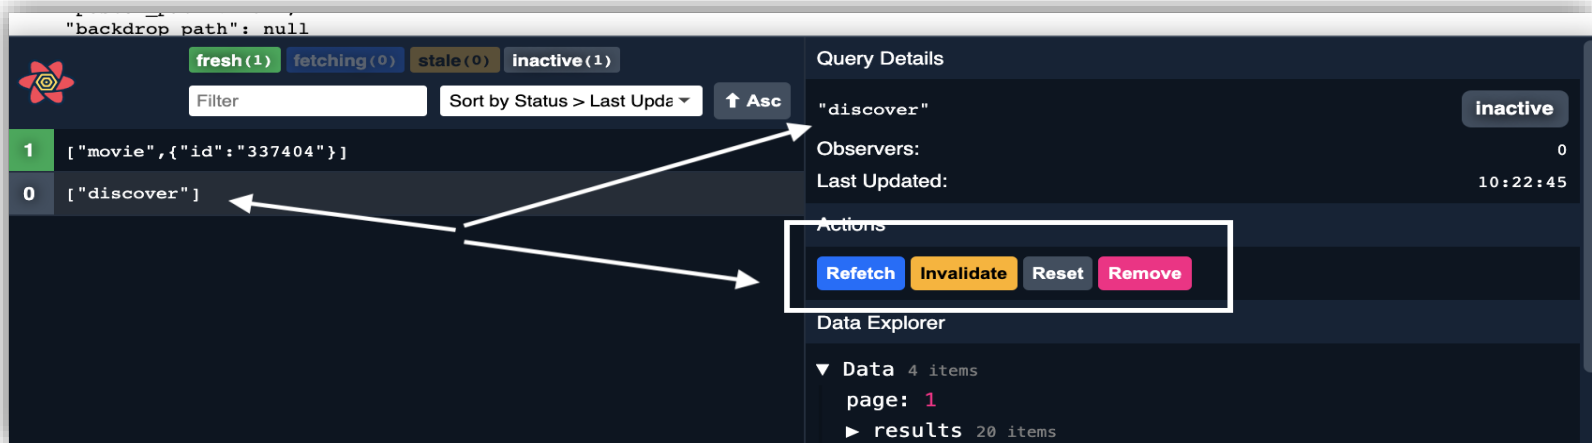 "backdrop path": null
fresh(1) fetching(0) stale(0) inactive(1)
Filter
Sort by Status > Last Upda
Asc
1 ["movie",{"id":"337404"}]
0 ["discover"]
Query Details
"discover"
inactive
Observers: 0
Last Updated: 10:22:45
Actions
Refetch Invalidate Reset Remove
Data Explorer
▼ Data 4 items
page: 1
▶ results 20 items